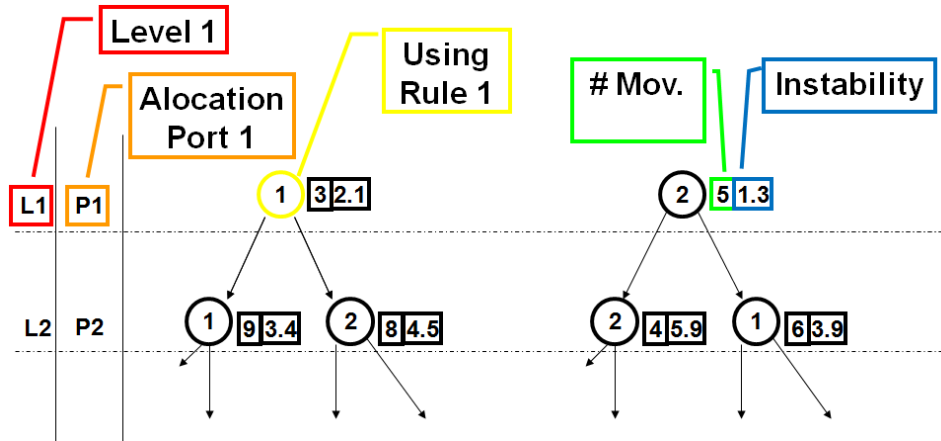 Level 1
Alocation
Port 1
Using
Rule 1
# Mov.
Instability
L1 P1 1 3 2.1 2 5 1.3
L2 P2 1 9 3.4 2 8 4.5 2 4 5.9 1 6 3.9